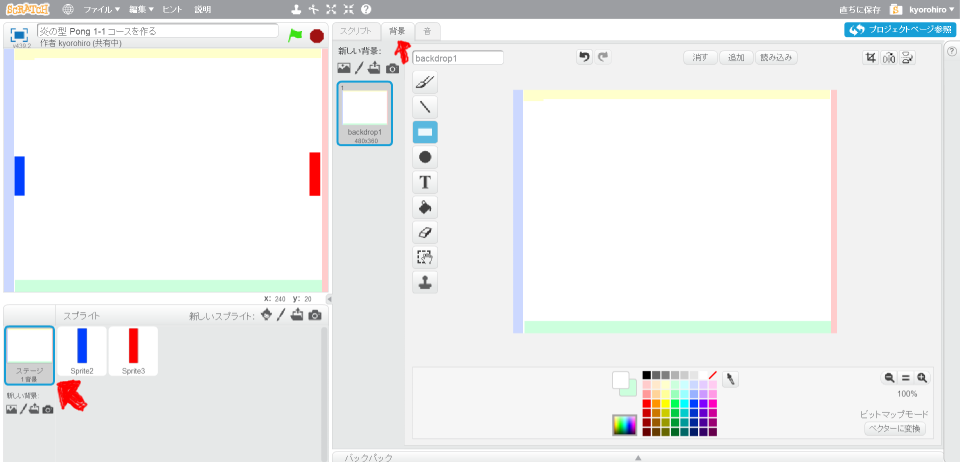 SCRATCH ファイル▼ 編集▼ ヒント 説明 直ちに保存 kyorohiro▼
v439.2 炎の型 Pong 1-1 コースを作る
作者 kyorohiro (共有中)
スクリプト 背景 音
プロジェクトページ参照
新しい背景:
backdrop1
消す 追加 読み込み
1
backdrop1
480x360
T
x: 240 y: 20
スプライト 新しいスプライト:
ステージ
1背景
Sprite2
Sprite3
新しい背景:
100%
ビットマップモード
ベクターに変換
バックパック